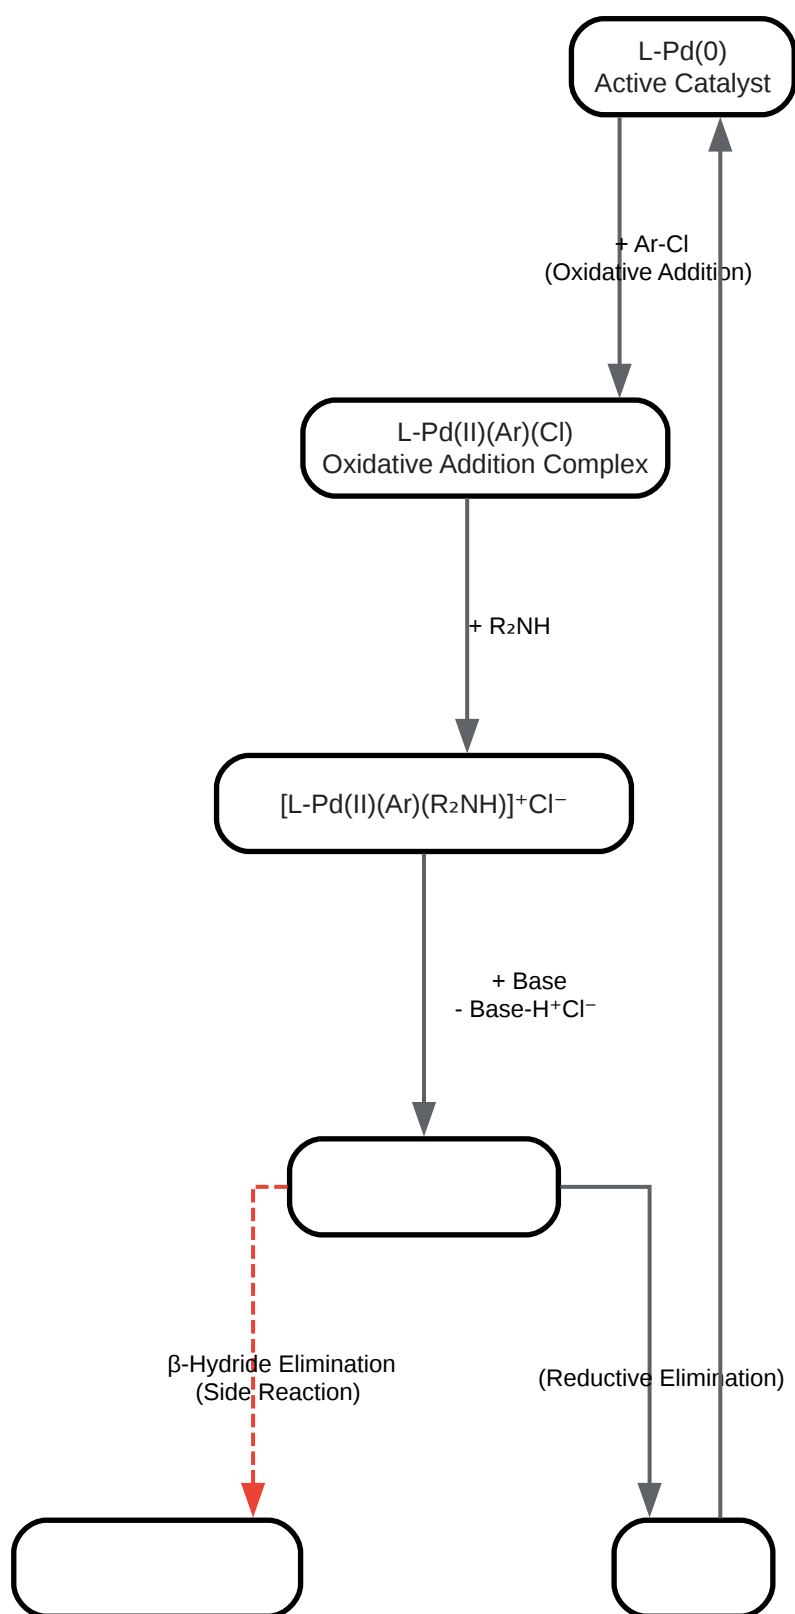 L-Pd(0)
Active Catalyst
+ Ar-Cl
(Oxidative Addition)
L-Pd(II)(Ar)(Cl)
Oxidative Addition Complex
+ R₂NH
[L-Pd(II)(Ar)(R₂NH)]⁺Cl⁻
+ Base
- Base-H⁺Cl⁻
β-Hydride Elimination
(Side Reaction)
(Reductive Elimination)